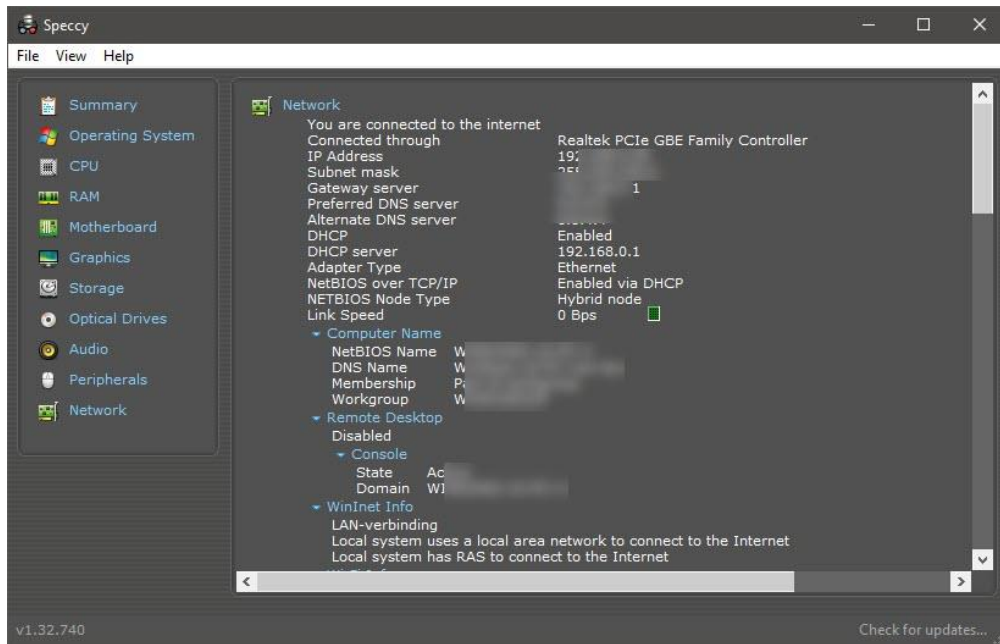 Speccy
File View Help
Summary
Operating System
CPU
RAM
Motherboard
Graphics
Storage
Optical Drives
Audio
Peripherals
Network
Network
You are connected to the internet
Connected through Realtek PCIe GBE Family Controller
IP Address
Subnet mask
Gateway server 1
Preferred DNS server
Alternate DNS server
DHCP Enabled
DHCP server 192.168.0.1
Adapter Type Ethernet
NetBIOS over TCP/IP Enabled via DHCP
NETBIOS Node Type Hybrid node
Link Speed 0 Bps
Computer Name
NetBIOS Name
DNS Name
Membership
Workgroup
Remote Desktop
Disabled
Console
State
Domain
WinInet Info
LAN-verbinding
Local system uses a local area network to connect to the Internet
Local system has RAS to connect to the Internet
v1.32.740
Check for updates...